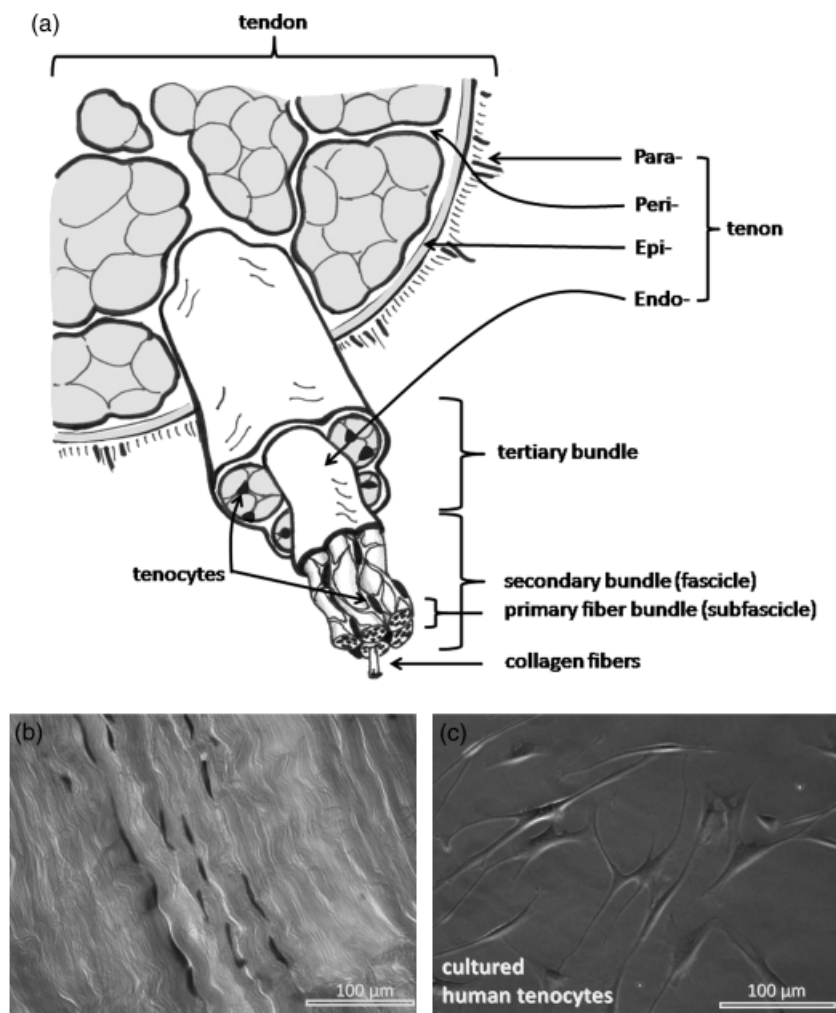 (a)
tendon
Para-
Peri-
tenon
Epi-
Endo-
tertiary bundle
tenocytes
secondary bundle (fascicle)
primary fiber bundle (subfascicle)
collagen fibers
(b)
100 µm
(c)
cultured
human tenocytes
100 µm